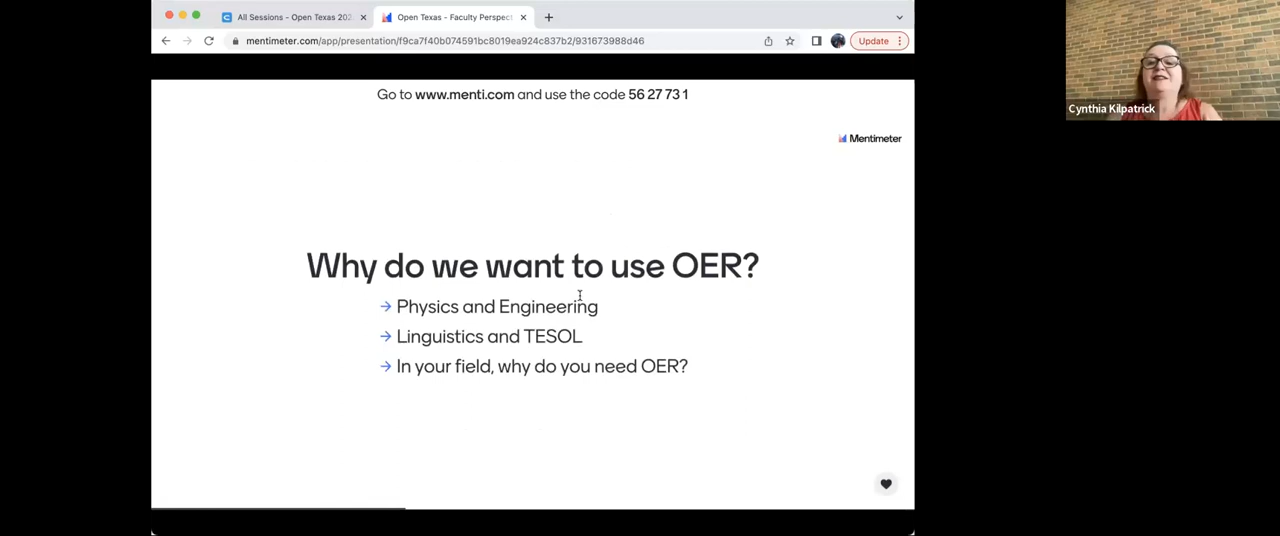 All Sessions - Open Texas 202
Open Texas - Faculty Perspect
Cynthia Kilpatrick
mentimeter.com/app/presentation/f9ca7f40b074591bc8019ea924c837b2/931673988d46
Update
Go to www.menti.com and use the code 56 27 73 1
Mentimeter
Why do we want to use OER?
Physics and Engineering
Linguistics and TESOL
In your field, why do you need OER?